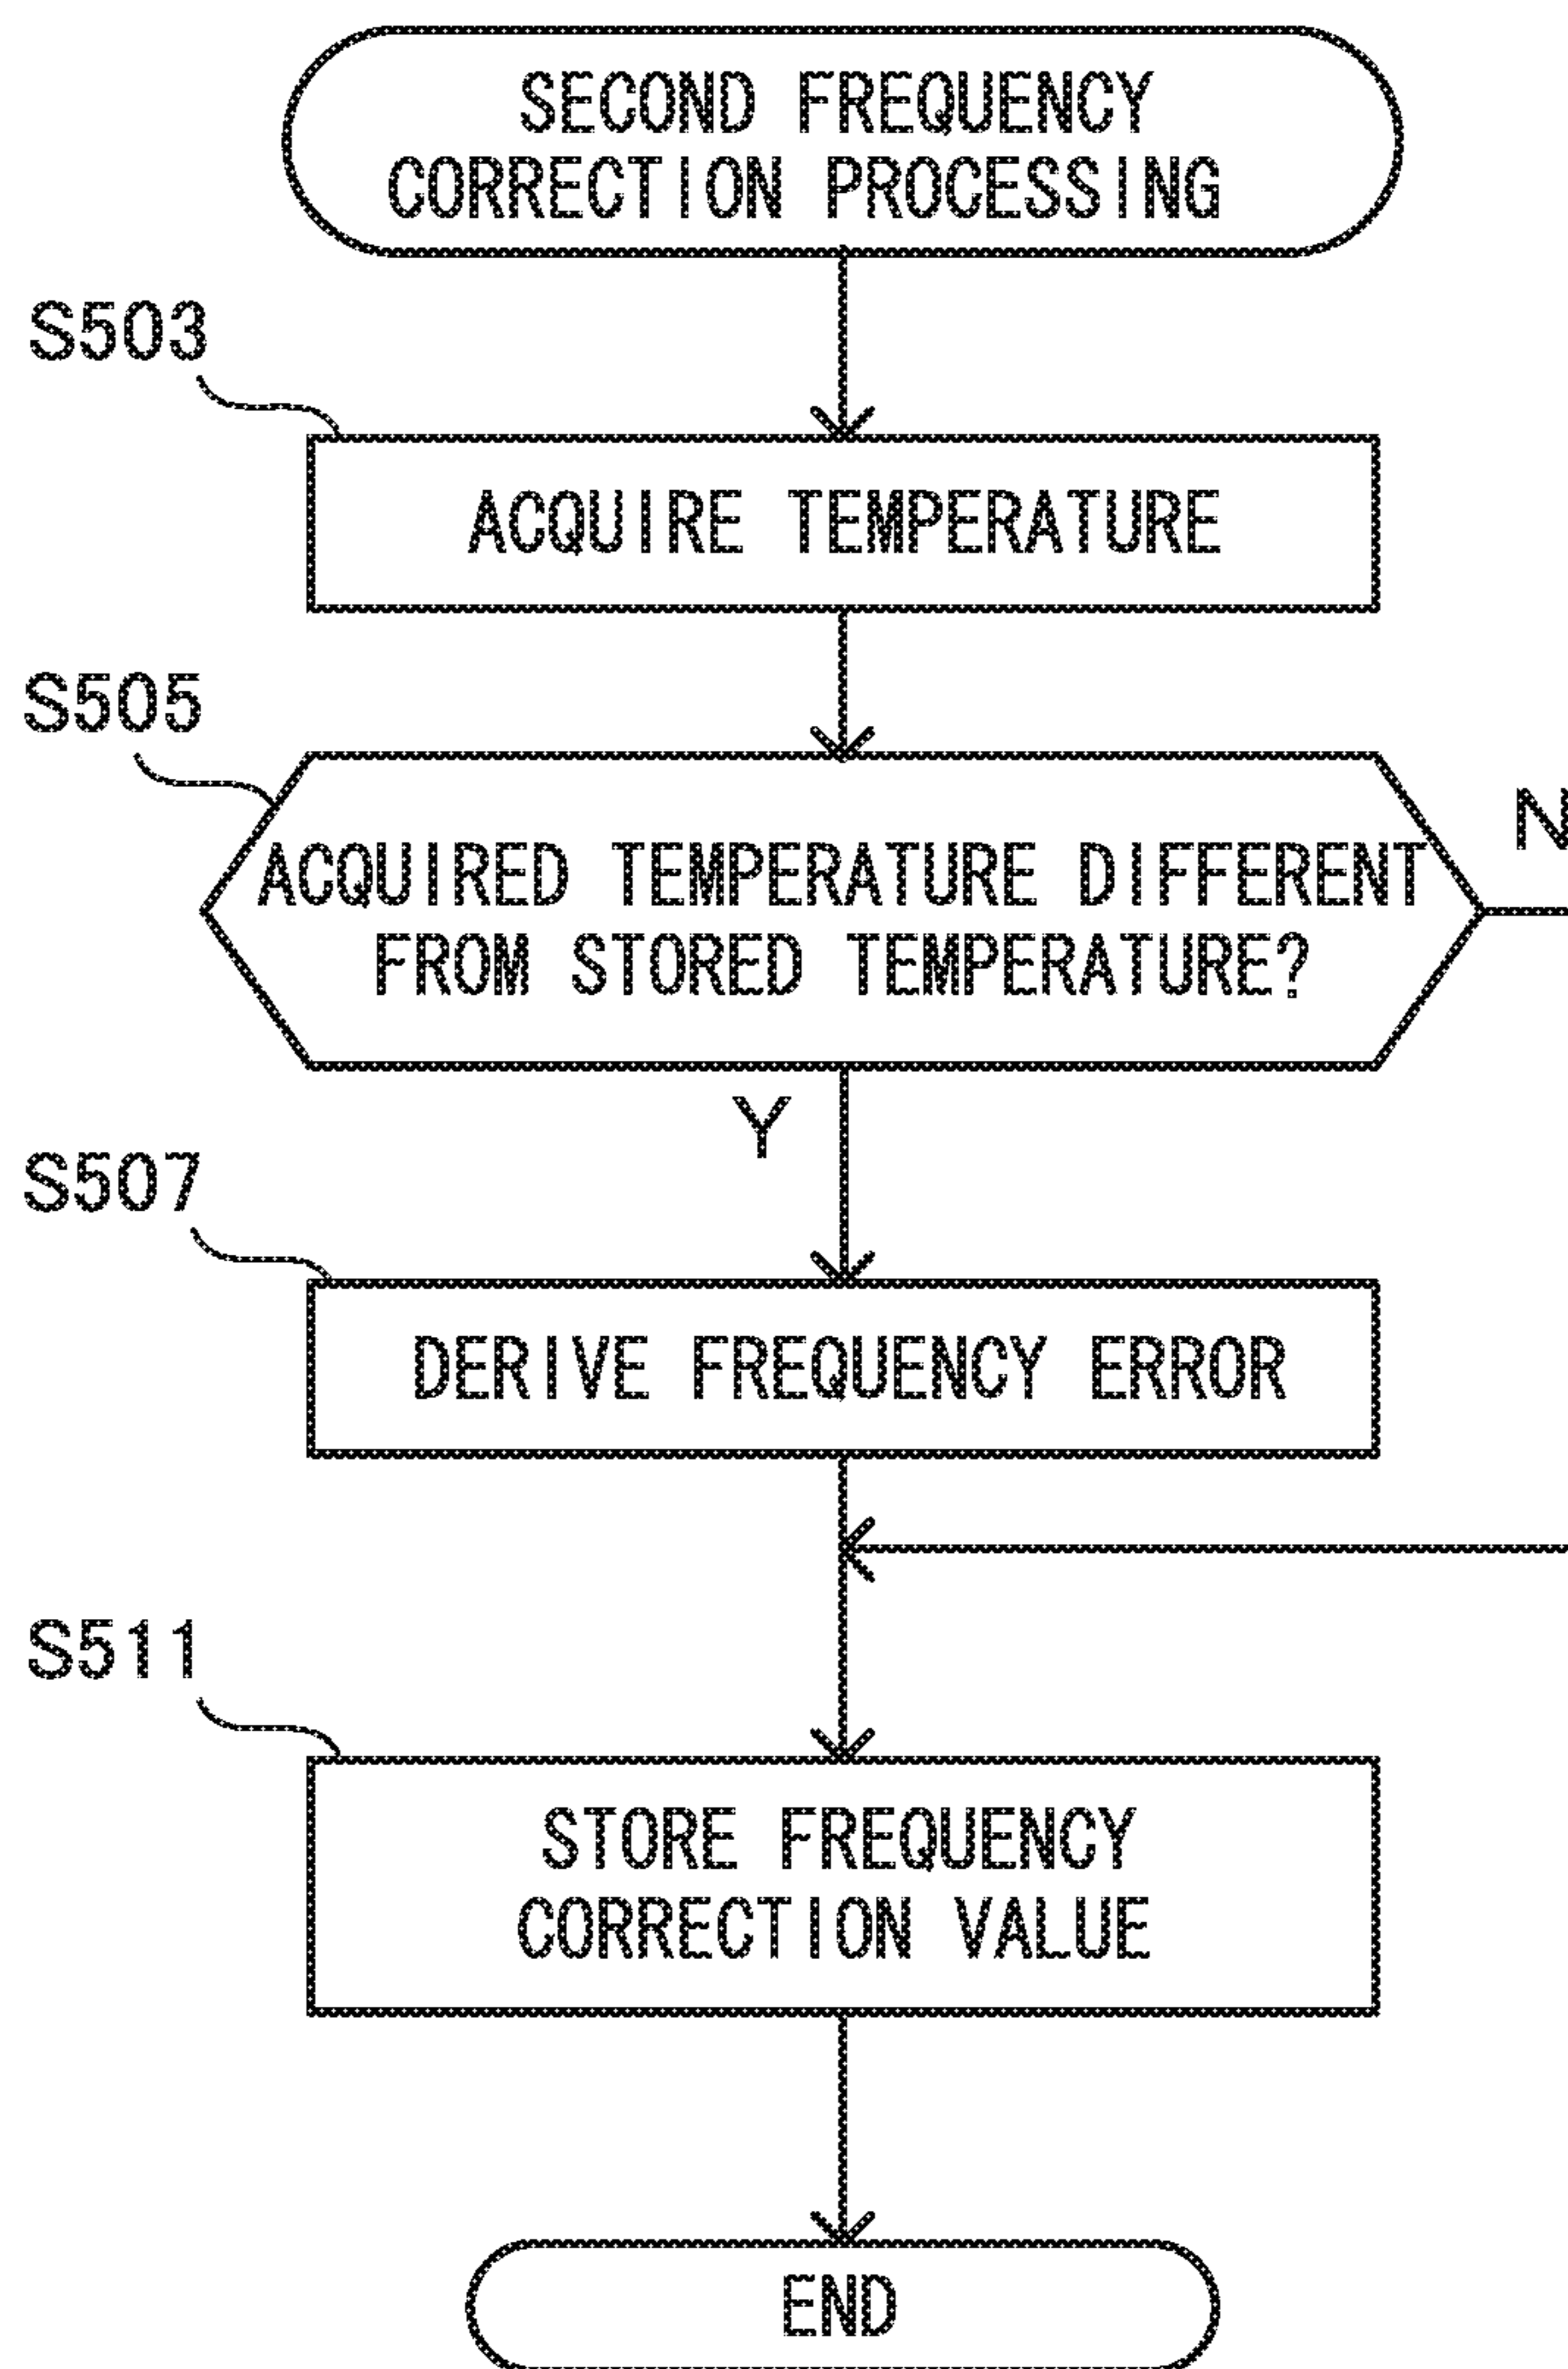 SECOND FREQUENCY
CORRECTION PROCESSING
S503
ACQUIRE TEMPERATURE
S505
N
ACQUIRED TEMPERATURE DIFFERENT
FROM STORED TEMPERATURE?
Y
S507
DERIVE FREQUENCY ERROR
S511
STORE FREQUENCY
CORRECTION VALUE
END